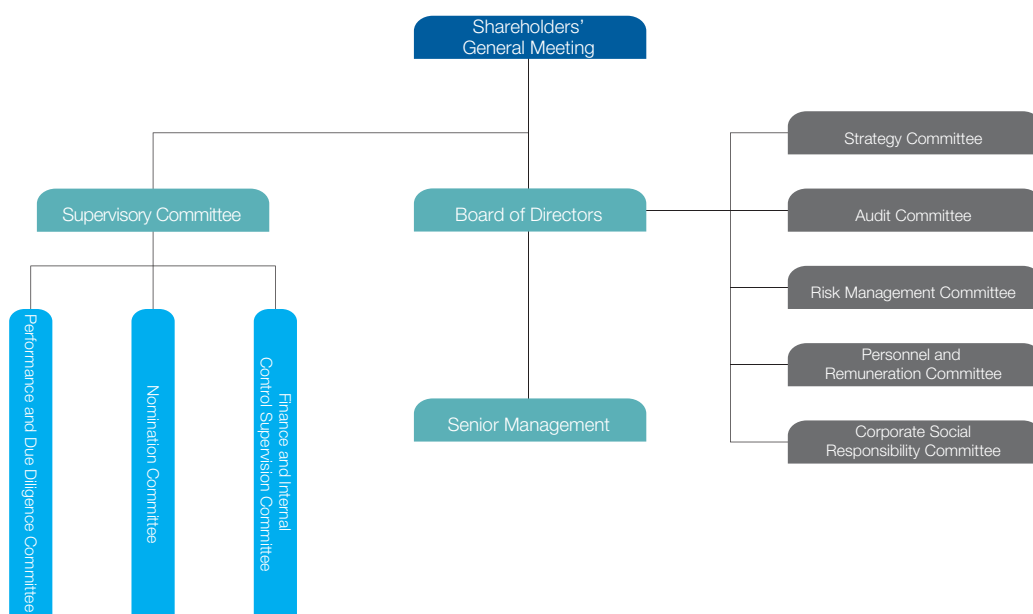 Shareholders'
General Meeting
Strategy Committee
Supervisory Committee
Board of Directors
Audit Committee
Risk Management Committee
Performance and Due Diligence Committee
Nomination Committee
Finance and Internal
Control Supervision Committee
Personnel and
Remuneration Committee
Senior Management
Corporate Social
Responsibility Committee